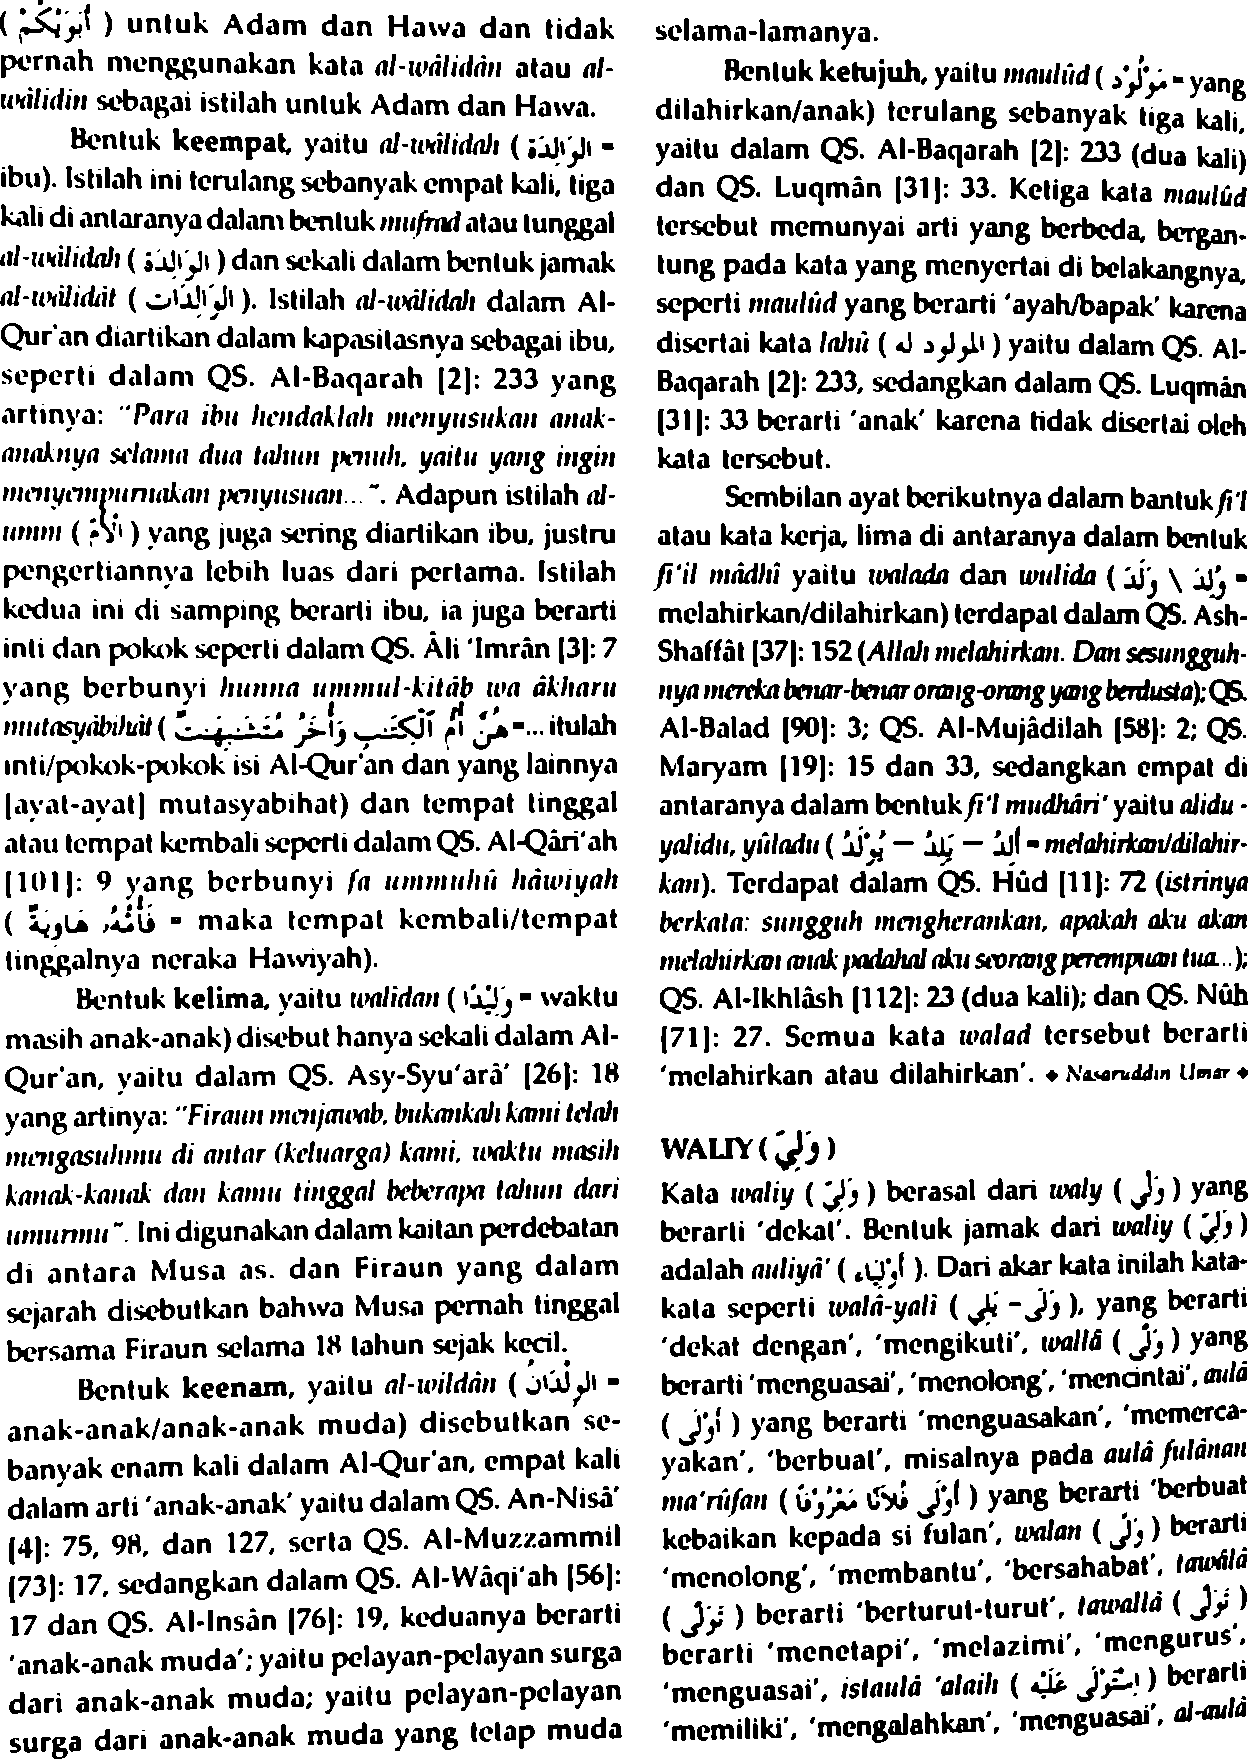 ( أَبَوَيْكُمْ ) untuk Adam dan Hawa dan tidak
pernah menggunakan kata al-wâlidân atau al-
wâlidin sebagai istilah untuk Adam dan Hawa.
Bentuk keempat, yaitu al-wâlidah ( الوَالِدَةُ =
ibu). Istilah ini terulang sebanyak empat kali, tiga
kali di antaranya dalam bentuk mufrad atau tunggal
al-wâlidah ( الوَالِدَةُ ) dan sekali dalam bentuk jamak
al-wâlidât ( الوَالِدَات ). Istilah al-wâlidah dalam Al-
Qur'an diartikan dalam kapasitasnya sebagai ibu,
seperti dalam QS. Al-Baqarah [2]: 233 yang
artinya: "Para ibu hendaklah menyusukan anak-
anaknya selama dua tahun penuh, yaitu yang ingin
menyempurnakan penyusuan...". Adapun istilah al-
umm ( الأُمّ ) yang juga sering diartikan ibu, justru
pengertiannya lebih luas dari pertama. Istilah
kedua ini di samping berarti ibu, ia juga berarti
inti dan pokok seperti dalam QS. Âli 'Imrân [3]: 7
yang berbunyi hunna ummul-kitâb wa âkharu
mutasyâbihât ( هُنَّ أُمُّ ٱلْكِتَـٰبِ وَأُخَرُ مُتَشَـٰبِهَـٰتٌ =... itulah
inti/pokok-pokok isi Al-Qur'an dan yang lainnya
[ayat-ayat] mutasyabihat) dan tempat tinggal
atau tempat kembali seperti dalam QS. Al-Qâri'ah
[101]: 9 yang berbunyi fa ummuhû hâwiyah
( فَأُمُّهُ هَاوِيَةٌ = maka tempat kembali/tempat
tinggalnya neraka Hawiyah).
Bentuk kelima, yaitu walidan ( وَلِيْدًا = waktu
masih anak-anak) disebut hanya sekali dalam Al-
Qur'an, yaitu dalam QS. Asy-Syu'arâ' [26]: 18
yang artinya: "Firaun menjawab, bukankah kami telah
mengasuhmu di antar (keluarga) kami, waktu masih
kanak-kanak dan kamu tinggal beberapa tahun dari
umurmu". Ini digunakan dalam kaitan perdebatan
di antara Musa as. dan Firaun yang dalam
sejarah disebutkan bahwa Musa pernah tinggal
bersama Firaun selama 18 tahun sejak kecil.
Bentuk keenam, yaitu al-wildân ( الوِلْدَانُ =
anak-anak/anak-anak muda) disebutkan se-
banyak enam kali dalam Al-Qur'an, empat kali
dalam arti 'anak-anak' yaitu dalam QS. An-Nisâ'
[4]: 75, 98, dan 127, serta QS. Al-Muzzammil
[73]: 17, sedangkan dalam QS. Al-Wâqi'ah [56]:
17 dan QS. Al-Insân [76]: 19, keduanya berarti
'anak-anak muda'; yaitu pelayan-pelayan surga
dari anak-anak muda; yaitu pelayan-pelayan
surga dari anak-anak muda yang tetap muda
selama-lamanya.
Bentuk ketujuh, yaitu maulûd ( مَوْلُوْد = yang
dilahirkan/anak) terulang sebanyak tiga kali,
yaitu dalam QS. Al-Baqarah [2]: 233 (dua kali)
dan QS. Luqmân [31]: 33. Ketiga kata maulûd
tersebut memunyai arti yang berbeda, bergan-
tung pada kata yang menyertai di belakangnya,
seperti maulûd yang berarti 'ayah/bapak' karena
disertai kata lahû ( المولود له ) yaitu dalam QS. Al-
Baqarah [2]: 233, sedangkan dalam QS. Luqmân
[31]: 33 berarti 'anak' karena tidak disertai oleh
kata tersebut.
Sembilan ayat berikutnya dalam bantuk fi'l
atau kata kerja, lima di antaranya dalam bentuk
fi'il mâdhî yaitu walada dan wulida ( وَلَدَ \ وُلِدَ =
melahirkan/dilahirkan) terdapat dalam QS. Ash-
Shaffât [37]: 152 (Allah melahirkan. Dan sesungguh-
nya mereka benar-benar orang-orang yang berdusta); QS.
Al-Balad [90]: 3; QS. Al-Mujâdilah [58]: 2; QS.
Maryam [19]: 15 dan 33, sedangkan empat di
antaranya dalam bentuk fi'l mudhâri' yaitu alidu -
yalidu, yûladu ( أَلِدُ – يَلِدُ – يُوْلَدُ = melahirkan/dilahir-
kan). Terdapat dalam QS. Hûd [11]: 72 (istrinya
berkata: sungguh mengherankan, apakah aku akan
melahirkan anak padahal aku seorang perempuan tua...);
QS. Al-Ikhlâsh [112]: 23 (dua kali); dan QS. Nûh
[71]: 27. Semua kata walad tersebut berarti
'melahirkan atau dilahirkan'. ♦ Nasaruddin Umar ♦
WALIY ( وَلِيّ )
Kata waliy ( وَلِيّ ) berasal dari waly ( وَلْي ) yang
berarti 'dekat'. Bentuk jamak dari waliy ( وَلِيّ )
adalah auliyâ' ( أَوْلِيَاء ). Dari akar kata inilah kata-
kata seperti walâ-yalî ( وَلَى – يَلِي ), yang berarti
'dekat dengan', 'mengikuti', wallâ ( وَلَّى ) yang
berarti 'menguasai', 'menolong', 'mencintai', aulâ
( أَوْلَى ) yang berarti 'menguasakan', 'memerca-
yakan', 'berbuat', misalnya pada aulâ fulânan
ma'rûfan ( أَوْلَى فُلَانًا مَعْرُوْفًا ) yang berarti 'berbuat
kebaikan kepada si fulan', walan ( وَلًى ) berarti
'menolong', 'membantu', 'bersahabat', tawâlâ
( تَوَلَى ) berarti 'berturut-turut', tawallâ ( تَوَلَّى )
berarti 'menetapi', 'melazimi', 'mengurus',
'menguasai', istaulâ 'alaih ( اِسْتَوْلَى عَلَيْهِ ) berarti
'memiliki', 'mengalahkan', 'menguasai', al-aulâ